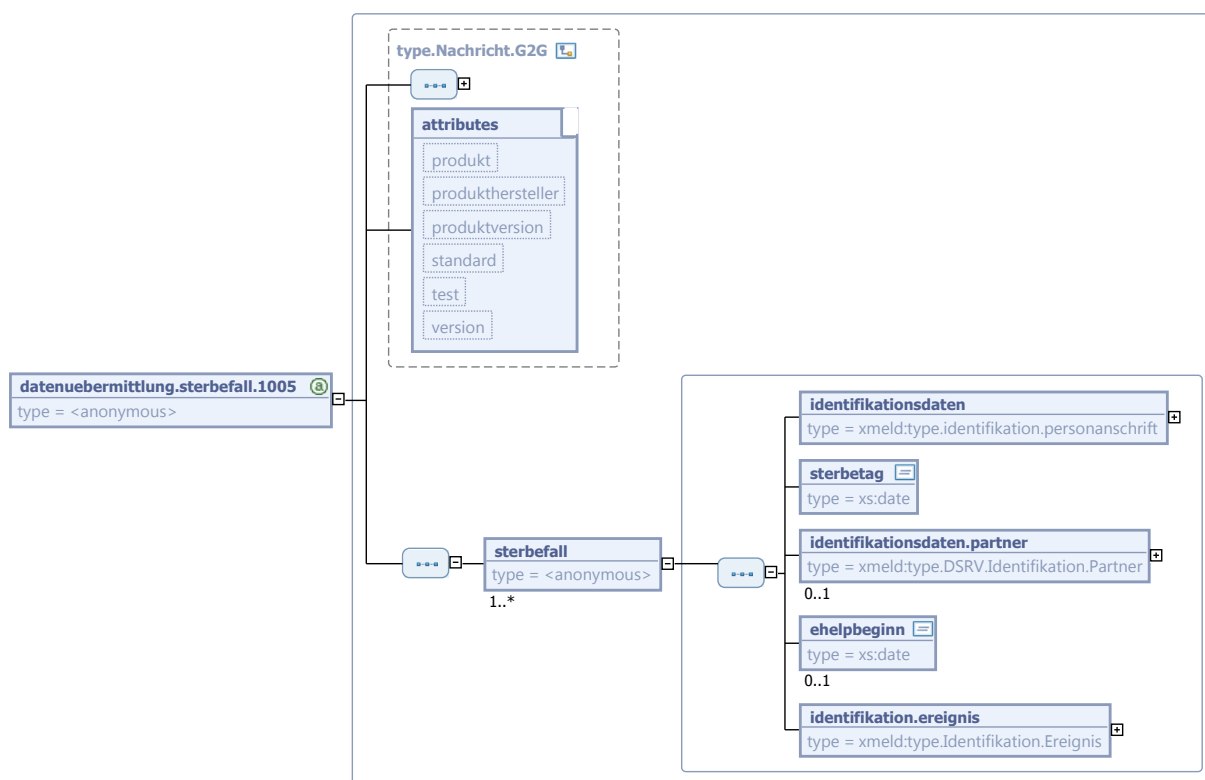 type.Nachricht.G2G
attributes
produkt
produkthersteller
produktversion
standard
test
version
datenuebermittlung.sterbefall.1005
type = <anonymous>
sterbefall
type = <anonymous>
1..*
identifikationsdaten
type = xmeld:type.identifikation.personanschrift
sterbetag
type = xs:date
identifikationsdaten.partner
type = xmeld:type.DSRV.Identifikation.Partner
0..1
ehelpbeginn
type = xs:date
0..1
identifikation.ereignis
type = xmeld:type.Identifikation.Ereignis